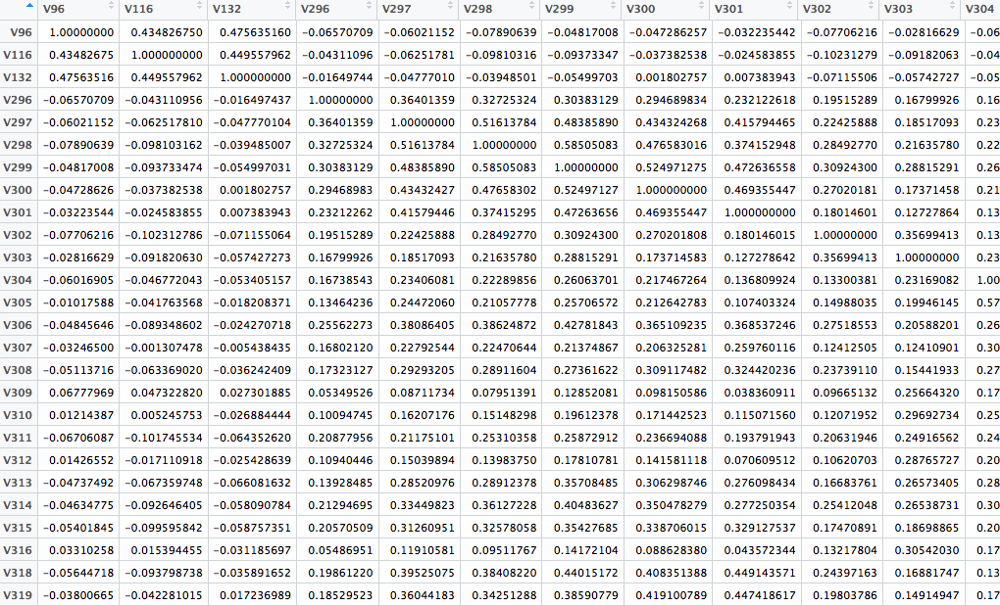 V96 V116 V132 V296 V297 V298 V299 V300 V301 V302 V303 V304
V96 1.00000000 0.434826750 0.475635160 −0.06570709 −0.06021152 −0.07890639 −0.04817008 −0.047286257 −0.032235442 −0.07706216 −0.02816629 −0.06
V116 0.43482675 1.000000000 0.449557962 −0.04311096 −0.06251781 −0.09810316 −0.09373347 −0.037382538 −0.024583855 −0.10231279 −0.09182063 −0.04
V132 0.47563516 0.449557962 1.000000000 −0.01649744 −0.04777010 −0.03948501 −0.05499703 0.001802757 0.007383943 −0.07115506 −0.05742727 −0.05
V296 −0.06570709 −0.043110956 −0.016497437 1.00000000 0.36401359 0.32725324 0.30383129 0.294689834 0.232122618 0.19515289 0.16799926 0.16
V297 −0.06021152 −0.062517810 −0.047770104 0.36401359 1.00000000 0.51613784 0.48385890 0.434324268 0.415794465 0.22425888 0.18517093 0.23
V298 −0.07890639 −0.098103162 −0.039485007 0.32725324 0.51613784 1.00000000 0.58505083 0.476583016 0.374152948 0.28492770 0.21635780 0.22
V299 −0.04817008 −0.093733474 −0.054997031 0.30383129 0.48385890 0.58505083 1.00000000 0.524971275 0.472636558 0.30924300 0.28815291 0.26
V300 −0.04728626 −0.037382538 0.001802757 0.29468983 0.43432427 0.47658302 0.52497127 1.000000000 0.469355447 0.27020181 0.17371458 0.21
V301 −0.03223544 −0.024583855 0.007383943 0.23212262 0.41579446 0.37415295 0.47263656 0.469355447 1.000000000 0.18014601 0.12727864 0.13
V302 −0.07706216 −0.102312786 −0.071155064 0.19515289 0.22425888 0.28492770 0.30924300 0.270201808 0.180146015 1.00000000 0.35699413 0.13
V303 −0.02816629 −0.091820630 −0.057427273 0.16799926 0.18517093 0.21635780 0.28815291 0.173714583 0.127278642 0.35699413 1.00000000 0.23
V304 −0.06016905 −0.046772043 −0.053405157 0.16738543 0.23406081 0.22289856 0.26063701 0.217467264 0.136809924 0.13300381 0.23169082 1.00
V305 −0.01017588 −0.041763568 −0.018208371 0.13464236 0.24472060 0.21057778 0.25706572 0.212642783 0.107403324 0.14988035 0.19946145 0.57
V306 −0.04845646 −0.089348602 −0.024270718 0.25562273 0.38086405 0.38624872 0.42781843 0.365109235 0.368537246 0.27518553 0.20588201 0.26
V307 −0.03246500 −0.001307478 −0.005438435 0.16802120 0.22792544 0.22470644 0.21374867 0.206325281 0.259760116 0.12412505 0.12410901 0.30
V308 −0.05113716 −0.063369020 −0.036242409 0.17323127 0.29293205 0.28911604 0.27361622 0.309117482 0.324420236 0.23739110 0.15441933 0.27
V309 0.06777969 0.047322820 0.027301885 0.05349526 0.08711734 0.07951391 0.12852081 0.098150586 0.038360911 0.09665132 0.25664320 0.17
V310 0.01214387 0.005245753 −0.026884444 0.10094745 0.16207176 0.15148298 0.19612378 0.171442523 0.115071560 0.12071952 0.29692734 0.25
V311 −0.06706087 −0.101745534 −0.064352620 0.20877956 0.21175101 0.25310358 0.25872912 0.236694088 0.193791943 0.20631946 0.24916562 0.24
V312 0.01426552 −0.017110918 −0.025428639 0.10940446 0.15039894 0.13983750 0.17810781 0.141581118 0.070609512 0.10620703 0.28765727 0.20
V313 −0.04737492 −0.067359748 −0.066081632 0.13928485 0.28520976 0.28912378 0.35708485 0.306298746 0.276098434 0.16683761 0.26573405 0.28
V314 −0.04634775 −0.092646405 −0.058090784 0.21294695 0.33449823 0.36127228 0.40483627 0.350478279 0.277250354 0.25412048 0.26538731 0.30
V315 −0.05401845 −0.099595842 −0.058757351 0.20570509 0.31260951 0.32578058 0.35427685 0.338706015 0.329127537 0.17470891 0.18698865 0.20
V316 0.03310258 0.015394455 −0.031185697 0.05486951 0.11910581 0.09511767 0.14172104 0.088628380 0.043572344 0.13217804 0.30542030 0.17
V318 −0.05644718 −0.093798738 −0.035891652 0.19861220 0.39525075 0.38408220 0.44015172 0.408351388 0.449143571 0.24397163 0.16881747 0.13
V319 −0.03800665 −0.042281015 0.017236989 0.18529523 0.36044183 0.34251288 0.38590779 0.419100789 0.447418617 0.19803786 0.14914947 0.17